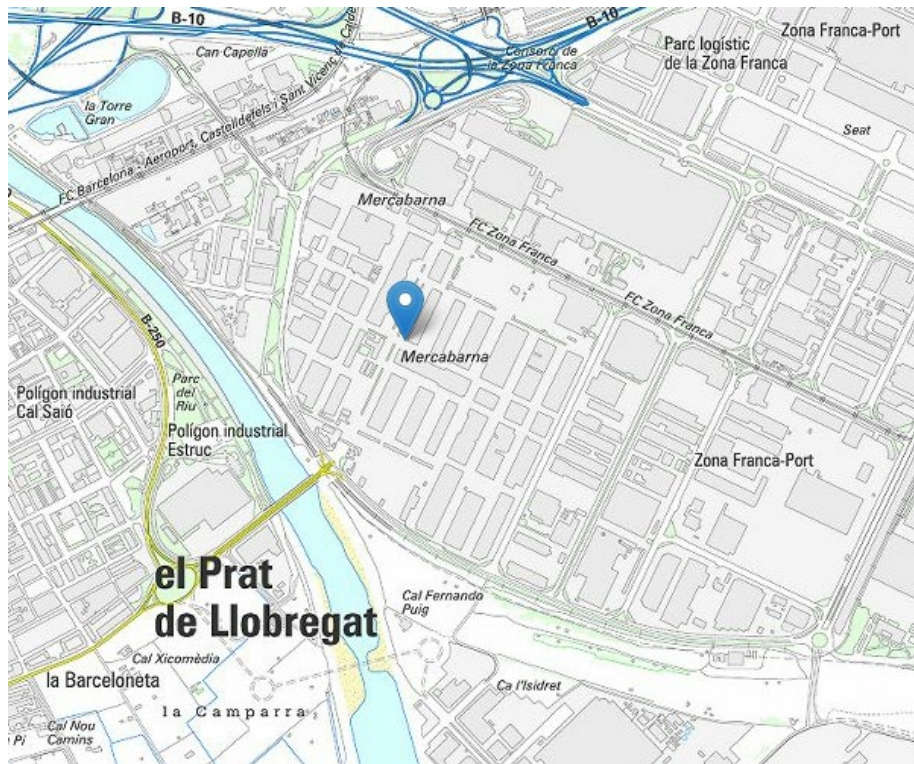 B-10
B-10
Zona Franca-Port
Can Capellà
Consorci de
la Zona Franca
Parc logístic
de la Zona Franca
la Torre
Gran
Seat
FC Barcelona - Aeroport, Castelldefels i Sant Vicenç de Calde
Mercabarna
FC Zona Franca
FC Zona Franca
B-250
Mercabarna
Parc
del
Riu
Polígon industrial
Cal Saió
Polígon industrial
Estruc
Zona Franca-Port
el Prat
de Llobregat
Cal Fernando
Puig
Cal Xicomèdia
la Barceloneta
Ca l'Isidret
la Camparra
Cal Nou
Camins
Pi